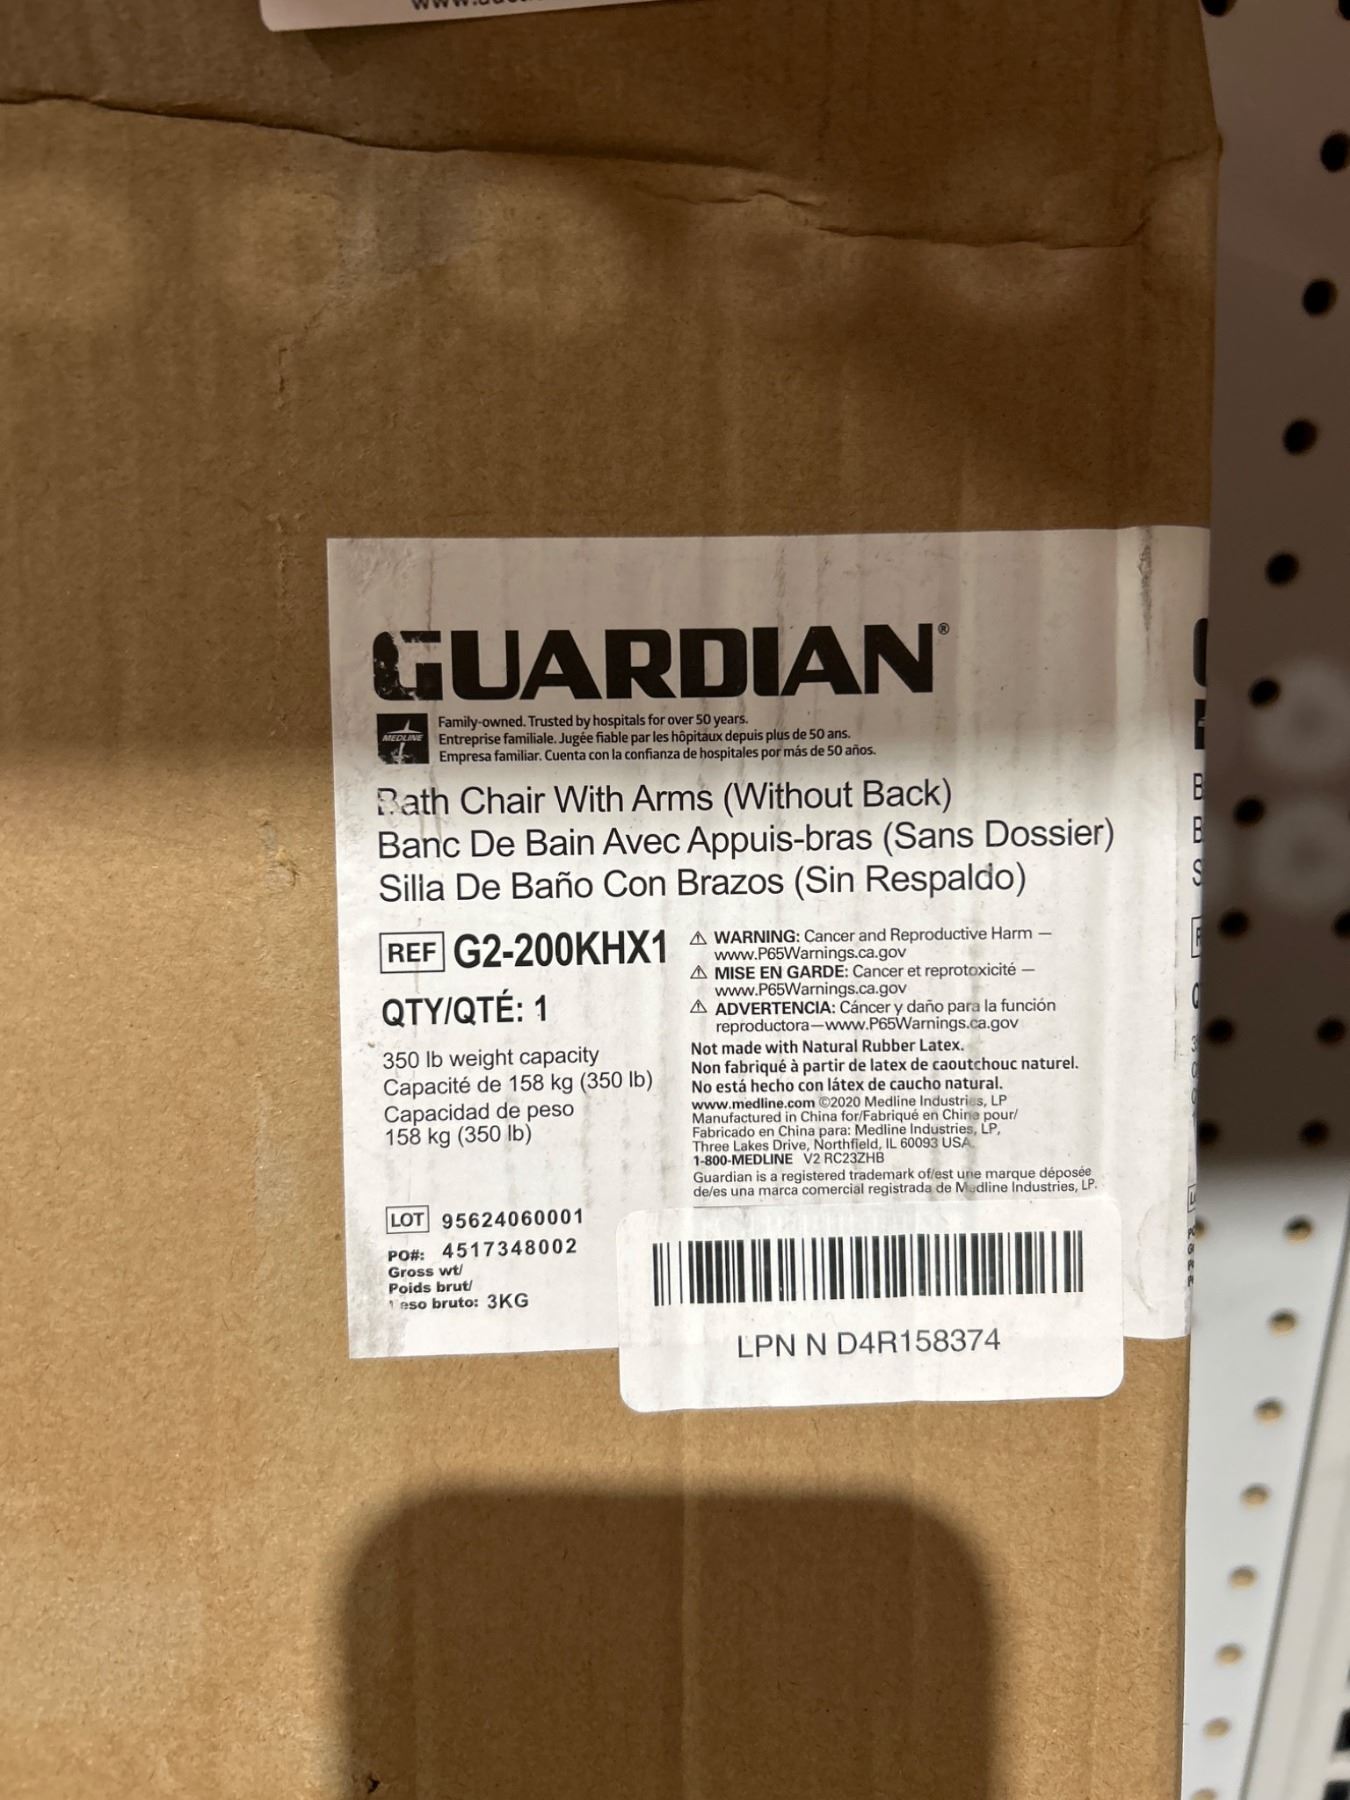 GUARDIAN®
MEDLINE
Family-owned. Trusted by hospitals for over 50 years.
Entreprise familiale. Jugée fiable par les hôpitaux depuis plus de 50 ans.
Empresa familiar. Cuenta con la confianza de hospitales por más de 50 años.
Bath Chair With Arms (Without Back)
Banc De Bain Avec Appuis-bras (Sans Dossier)
Silla De Baño Con Brazos (Sin Respaldo)
REF G2-200KHX1
QTY/QTÉ: 1
350 lb weight capacity
Capacité de 158 kg (350 lb)
Capacidad de peso
158 kg (350 lb)
⚠ WARNING: Cancer and Reproductive Harm —
www.P65Warnings.ca.gov
⚠ MISE EN GARDE: Cancer et reprotoxicité —
www.P65Warnings.ca.gov
⚠ ADVERTENCIA: Cáncer y daño para la función
reproductora—www.P65Warnings.ca.gov
Not made with Natural Rubber Latex.
Non fabriqué à partir de latex de caoutchouc naturel.
No está hecho con látex de caucho natural.
www.medline.com ©2020 Medline Industries, LP
Manufactured in China for/Fabriqué en Chine pour/
Fabricado en China para: Medline Industries, LP,
Three Lakes Drive, Northfield, IL 60093 USA.
1-800-MEDLINE V2 RC23ZHB
Guardian is a registered trademark of/est une marque déposée
de/es una marca comercial registrada de Medline Industries, LP.
LOT 95624060001
PO#: 4517348002
Gross wt/
Poids brut/
Peso bruto: 3KG
LPN N D4R158374